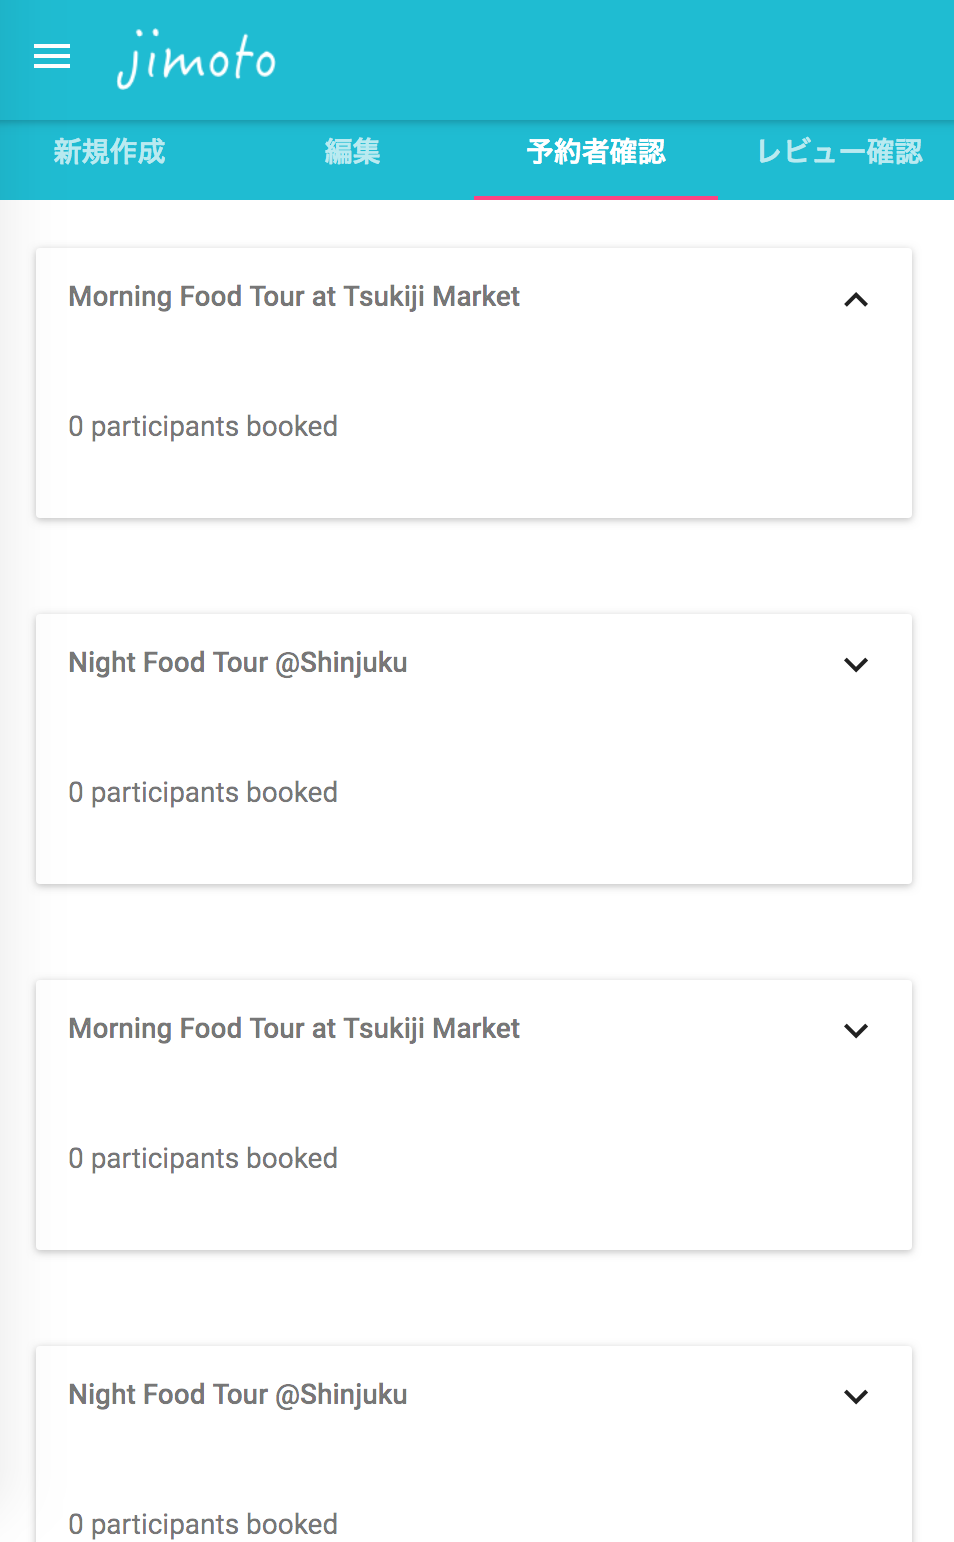 jimoto
新規作成 編集 予約者確認 レビュー確認
Morning Food Tour at Tsukiji Market
0 participants booked
Night Food Tour @Shinjuku
0 participants booked
Morning Food Tour at Tsukiji Market
0 participants booked
Night Food Tour @Shinjuku
0 participants booked